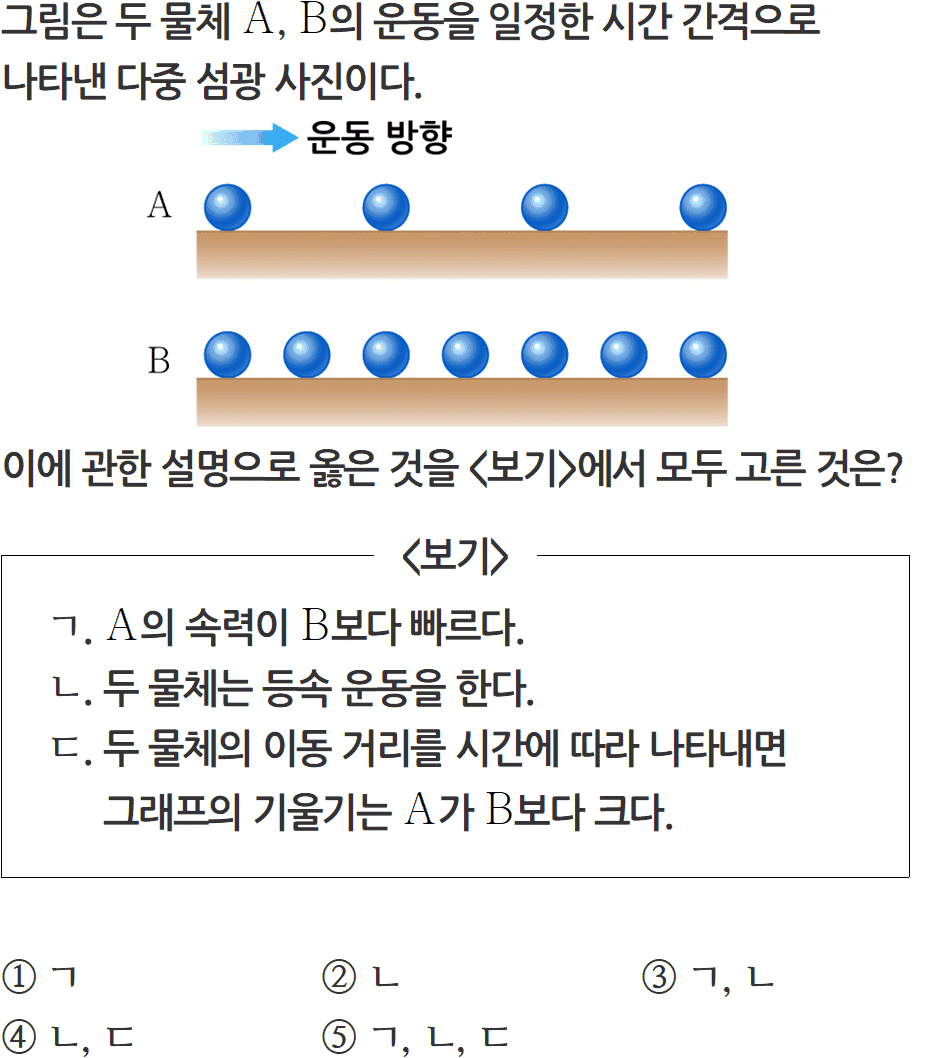 그림은 두 물체 A, B의 운동을 일정한 시간 간격으로
나타낸 다중 섬광 사진이다.
운동 방향
A
B
이에 관한 설명으로 옳은 것을 <보기>에서 모두 고른 것은?
<보기>
ㄱ. A의 속력이 B보다 빠르다.
ㄴ. 두 물체는 등속 운동을 한다.
ㄷ. 두 물체의 이동 거리를 시간에 따라 나타내면
그래프의 기울기는 A가 B보다 크다.
① ㄱ ② ㄴ ③ ㄱ, ㄴ
④ ㄴ, ㄷ ⑤ ㄱ, ㄴ, ㄷ